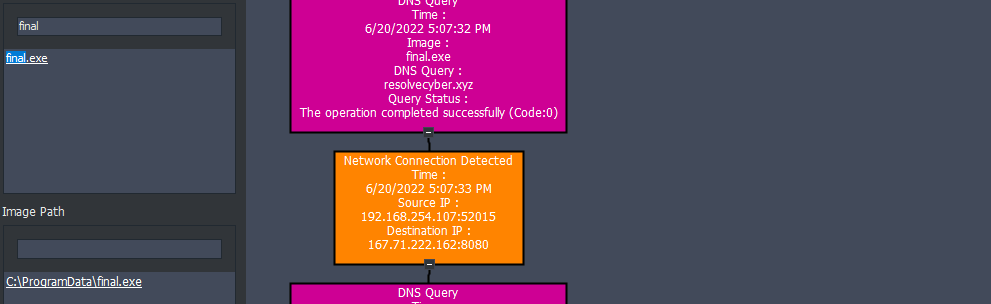 final
final.exe
Image Path
C:\ProgramData\final.exe
DNS Query
Time :
6/20/2022 5:07:32 PM
Image :
final.exe
DNS Query :
resolvecyber.xyz
Query Status :
The operation completed successfully (Code:0)
Network Connection Detected
Time :
6/20/2022 5:07:33 PM
Source IP :
192.168.254.107:52015
Destination IP :
167.71.222.162:8080
DNS Query